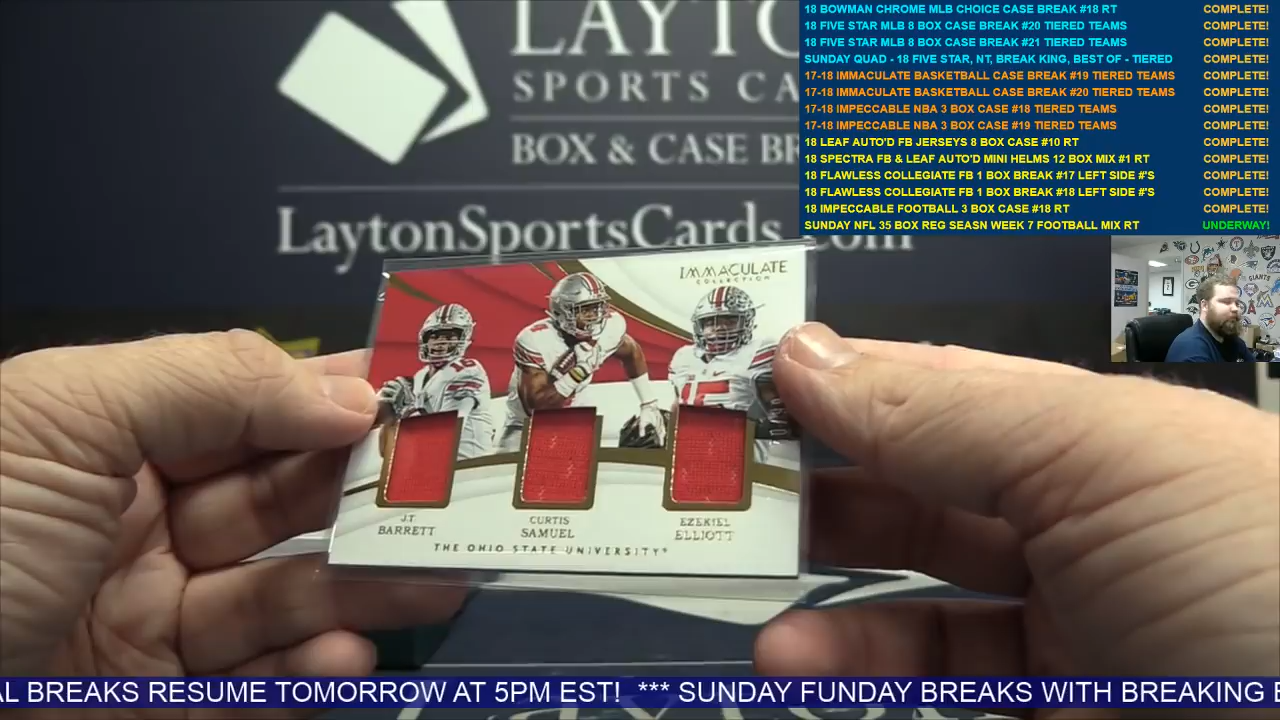 LAYTO
SPORTS CA
BOX & CASE BR
LaytonSportsCards.com
18 BOWMAN CHROME MLB CHOICE CASE BREAK #18 RT COMPLETE!
18 FIVE STAR MLB 8 BOX CASE BREAK #20 TIERED TEAMS COMPLETE!
18 FIVE STAR MLB 8 BOX CASE BREAK #21 TIERED TEAMS COMPLETE!
SUNDAY QUAD - 18 FIVE STAR, NT, BREAK KING, BEST OF - TIERED COMPLETE!
17-18 IMMACULATE BASKETBALL CASE BREAK #19 TIERED TEAMS COMPLETE!
17-18 IMMACULATE BASKETBALL CASE BREAK #20 TIERED TEAMS COMPLETE!
17-18 IMPECCABLE NBA 3 BOX CASE #18 TIERED TEAMS COMPLETE!
17-18 IMPECCABLE NBA 3 BOX CASE #19 TIERED TEAMS COMPLETE!
18 LEAF AUTO'D FB JERSEYS 8 BOX CASE #10 RT COMPLETE!
18 SPECTRA FB & LEAF AUTO'D MINI HELMS 12 BOX MIX #1 RT COMPLETE!
18 FLAWLESS COLLEGIATE FB 1 BOX BREAK #17 LEFT SIDE #'S COMPLETE!
18 FLAWLESS COLLEGIATE FB 1 BOX BREAK #18 LEFT SIDE #'S COMPLETE!
18 IMPECCABLE FOOTBALL 3 BOX CASE #18 RT COMPLETE!
SUNDAY NFL 35 BOX REG SEASN WEEK 7 FOOTBALL MIX RT UNDERWAY!
IMMACULATE
COLLECTION
16
4
15
J.T. BARRETT
CURTIS SAMUEL
EZEKIEL ELLIOTT
THE OHIO STATE UNIVERSITY®
AL BREAKS RESUME TOMORROW AT 5PM EST! *** SUNDAY FUNDAY BREAKS WITH BREAKING